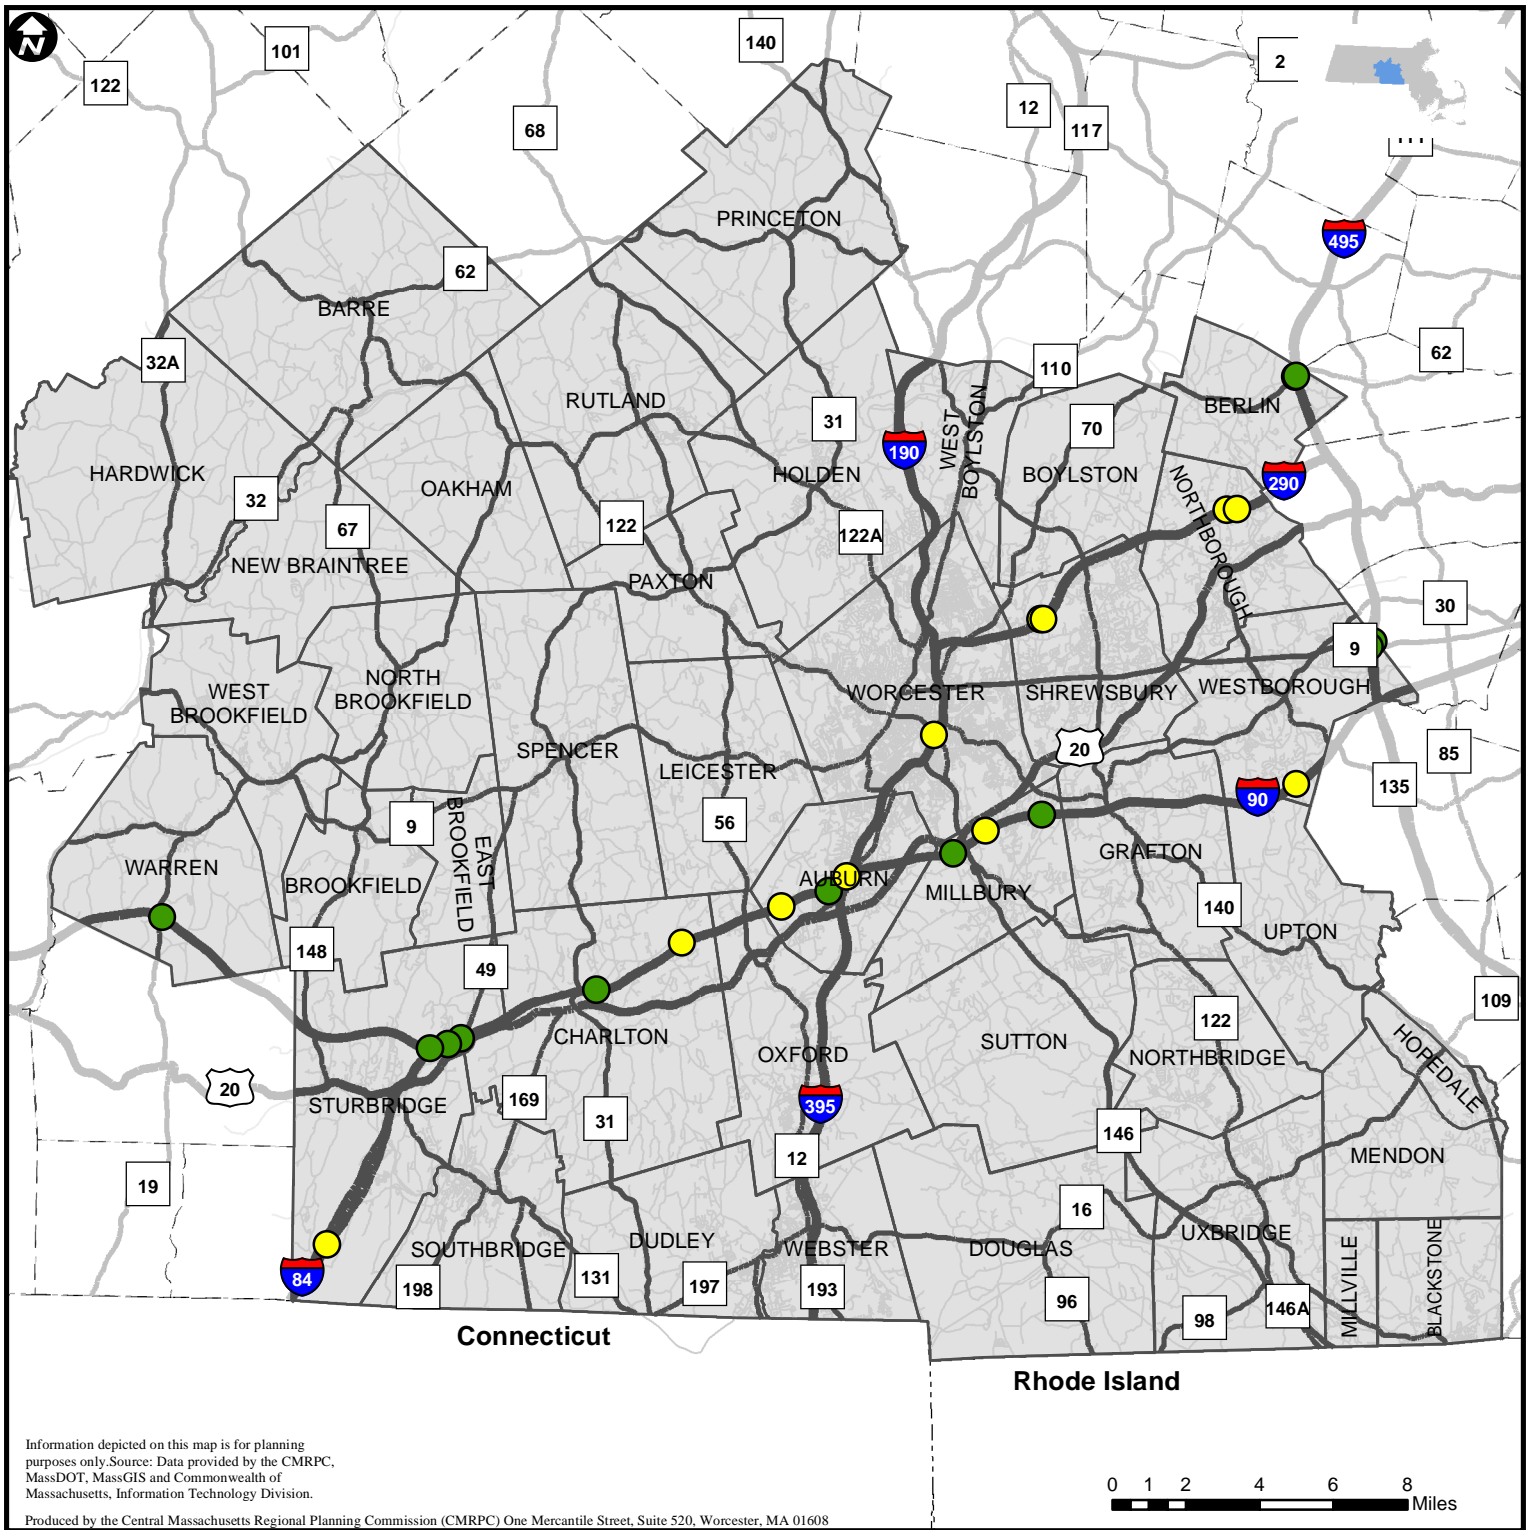 N
101
140
2
122
12
68
117
495
PRINCETON
62
BARRE
32A
62
110
BERLIN
RUTLAND
31
70
WEST
BOYLSTON
190
HARDWICK
HOLDEN
BOYLSTON
290
OAKHAM
32
NORTHBOROUGH
67
122
122A
NEW BRAINTREE
PAXTON
30
9
NORTH
BROOKFIELD
WEST
BROOKFIELD
WORCESTER
SHREWSBURY
WESTBOROUGH
SPENCER
20
85
LEICESTER
135
90
9
EAST
BROOKFIELD
56
WARREN
GRAFTON
BROOKFIELD
AUBURN
MILLBURY
140
UPTON
148
49
109
122
CHARLTON
SUTTON
OXFORD
NORTHBRIDGE
HOPEDALE
20
STURBRIDGE
169
395
31
146
12
MENDON
19
16
UXBRIDGE
DUDLEY
SOUTHBRIDGE
WEBSTER
DOUGLAS
84
198
131
197
193
96
98
146A
MILLVILLE
BLACKSTONE
Connecticut
Rhode Island
Information depicted on this map is for planning
purposes only.Source: Data provided by the CMRPC,
MassDOT, MassGIS and Commonwealth of
Massachusetts, Information Technology Division.
0 1 2 4 6 8
Miles
Produced by the Central Massachusetts Regional Planning Commission (CMRPC) One Mercantile Street, Suite 520, Worcester, MA 01608